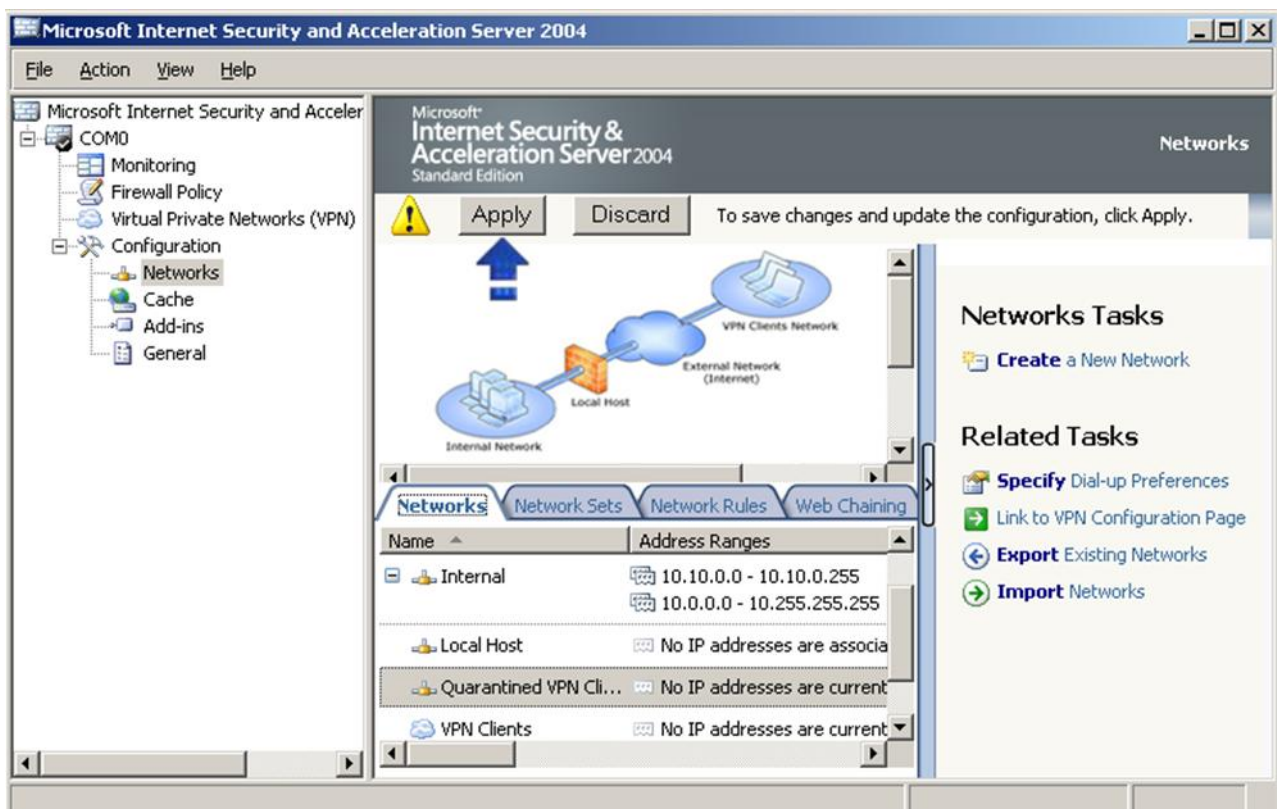 Microsoft Internet Security and Acceleration Server 2004
File Action View Help
Microsoft Internet Security and Acceler
COM0
Monitoring
Firewall Policy
Virtual Private Networks (VPN)
Configuration
Networks
Cache
Add-ins
General
Microsoft
Internet Security &
Acceleration Server 2004
Standard Edition
Networks
Apply Discard To save changes and update the configuration, click Apply.
VPN Clients Network
External Network
(Internet)
Local Host
Internal Network
Networks Network Sets Network Rules Web Chaining
Name Address Ranges
Internal 10.10.0.0 - 10.10.0.255
10.0.0.0 - 10.255.255.255
Local Host No IP addresses are associa
Quarantined VPN Cli... No IP addresses are current
VPN Clients No IP addresses are current
Networks Tasks
Create a New Network
Related Tasks
Specify Dial-up Preferences
Link to VPN Configuration Page
Export Existing Networks
Import Networks